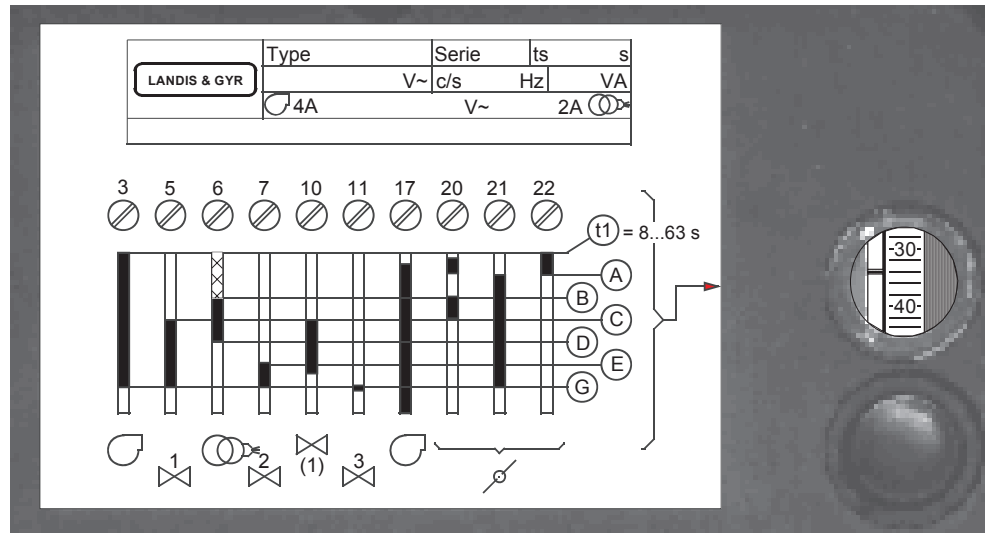 Type Serie ts s
LANDIS & GYR V~ c/s Hz VA
4A V~ 2A
3 5 6 7 10 11 17 20 21 22
t1 = 8...63 s
A
B
C
D
E
G
1 2 (1) 3
-30-
-40-